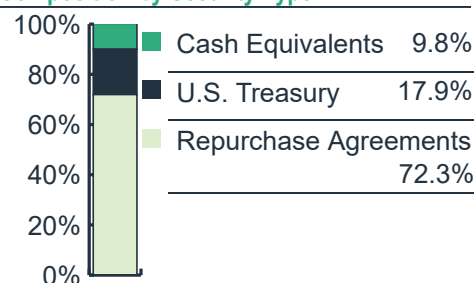 100%
80%
60%
40%
20%
0%
Cash Equivalents 9.8%
U.S. Treasury 17.9%
Repurchase Agreements
72.3%